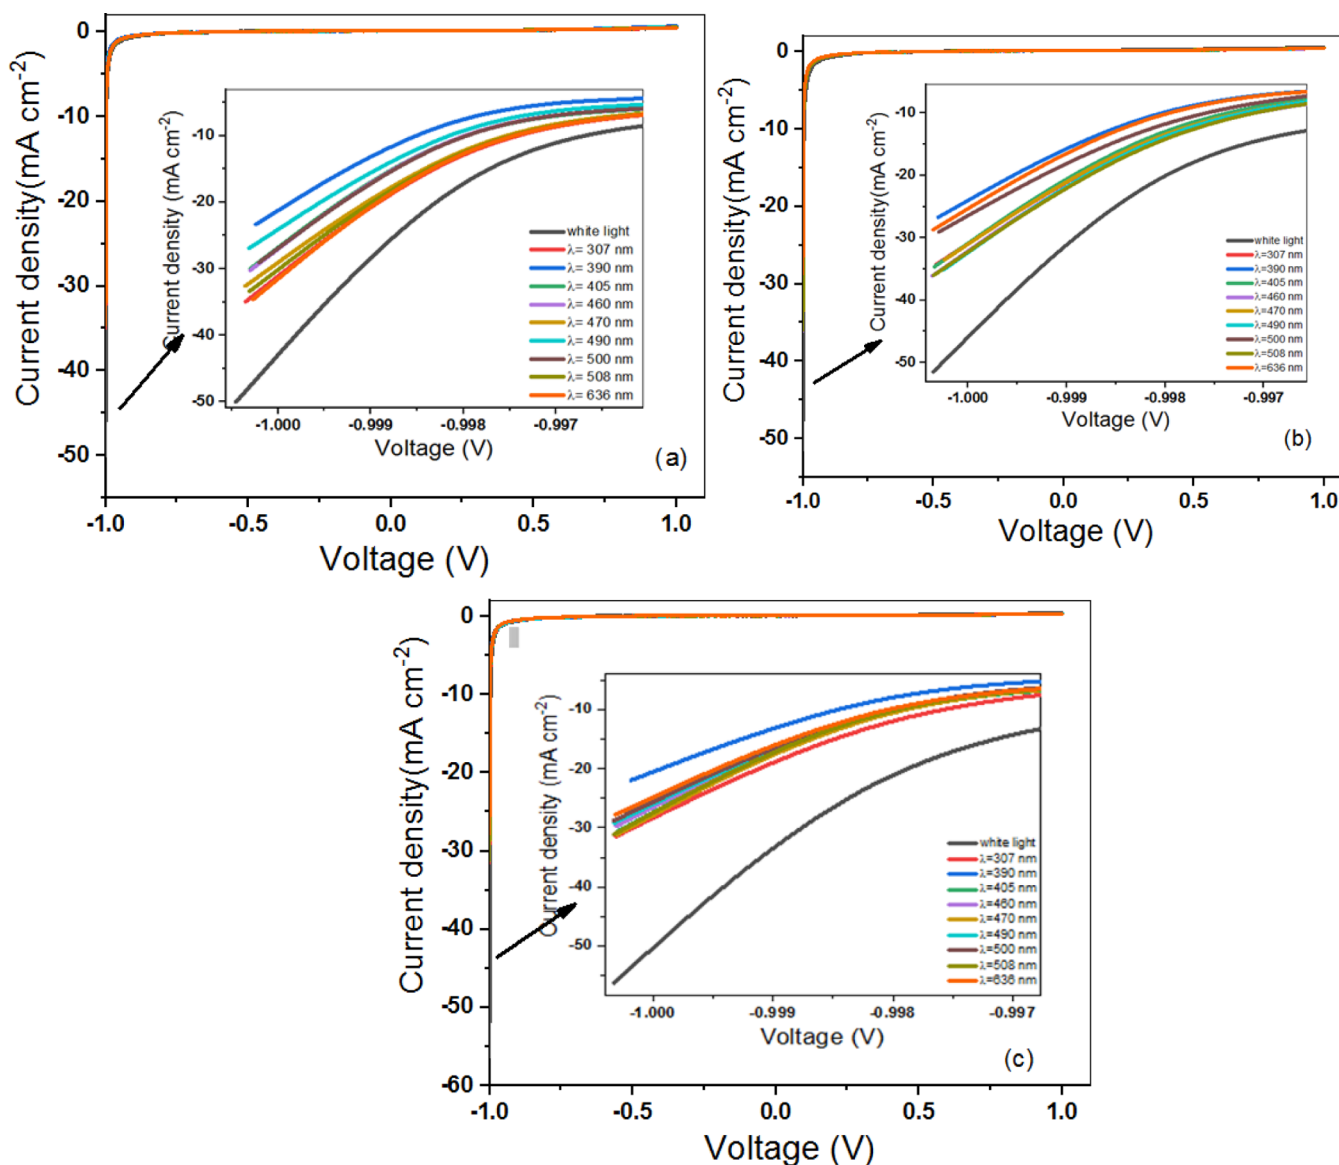 Current density(mA cm-2)
0
-10
-20
-30
-40
-50
-1.0
-0.5
0.0
0.5
1.0
Voltage (V)
Current density (mA cm-2)
-10
-20
-30
-40
-50
-1.000
-0.999
-0.998
-0.997
Voltage (V)
white light
λ= 307 nm
λ= 390 nm
λ= 405 nm
λ= 460 nm
λ= 470 nm
λ= 490 nm
λ= 500 nm
λ= 508 nm
λ= 636 nm
(a)
Current density(mA cm-2)
0
-10
-20
-30
-40
-50
-1.0
-0.5
0.0
0.5
1.0
Voltage (V)
Current density(mA cm-2)
-10
-20
-30
-40
-50
-1.000
-0.999
-0.998
-0.997
Voltage (V)
white light
λ=307 nm
λ=390 nm
λ=405 nm
λ=460 nm
λ=470 nm
λ=490 nm
λ=500 nm
λ=508 nm
λ=636 nm
(b)
Current density(mA cm-2)
0
-10
-20
-30
-40
-50
-60
-1.0
-0.5
0.0
0.5
1.0
Voltage (V)
Current density (mA cm-2)
-10
-20
-30
-40
-50
-1.000
-0.999
-0.998
-0.997
Voltage (V)
white light
λ=307 nm
λ=390 nm
λ=405 nm
λ=460 nm
λ=470 nm
λ=490 nm
λ=500 nm
λ=508 nm
λ=636 nm
(c)